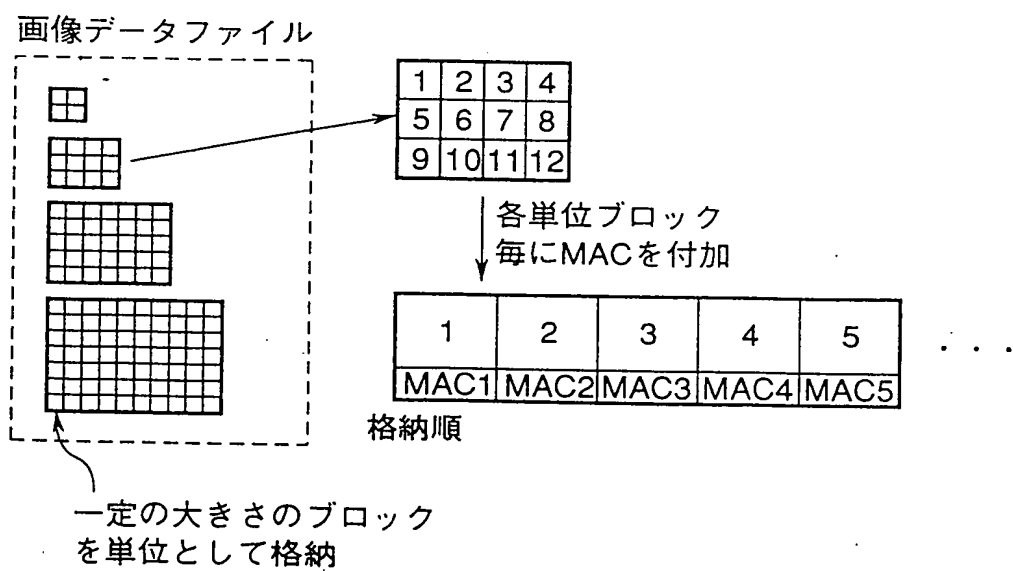 画像データファイル
1 2 3 4
5 6 7 8
9 10 11 12
各単位ブロック
毎にMACを付加
1 2 3 4 5 . . .
MAC1 MAC2 MAC3 MAC4 MAC5
格納順
一定の大きさのブロック
を単位として格納